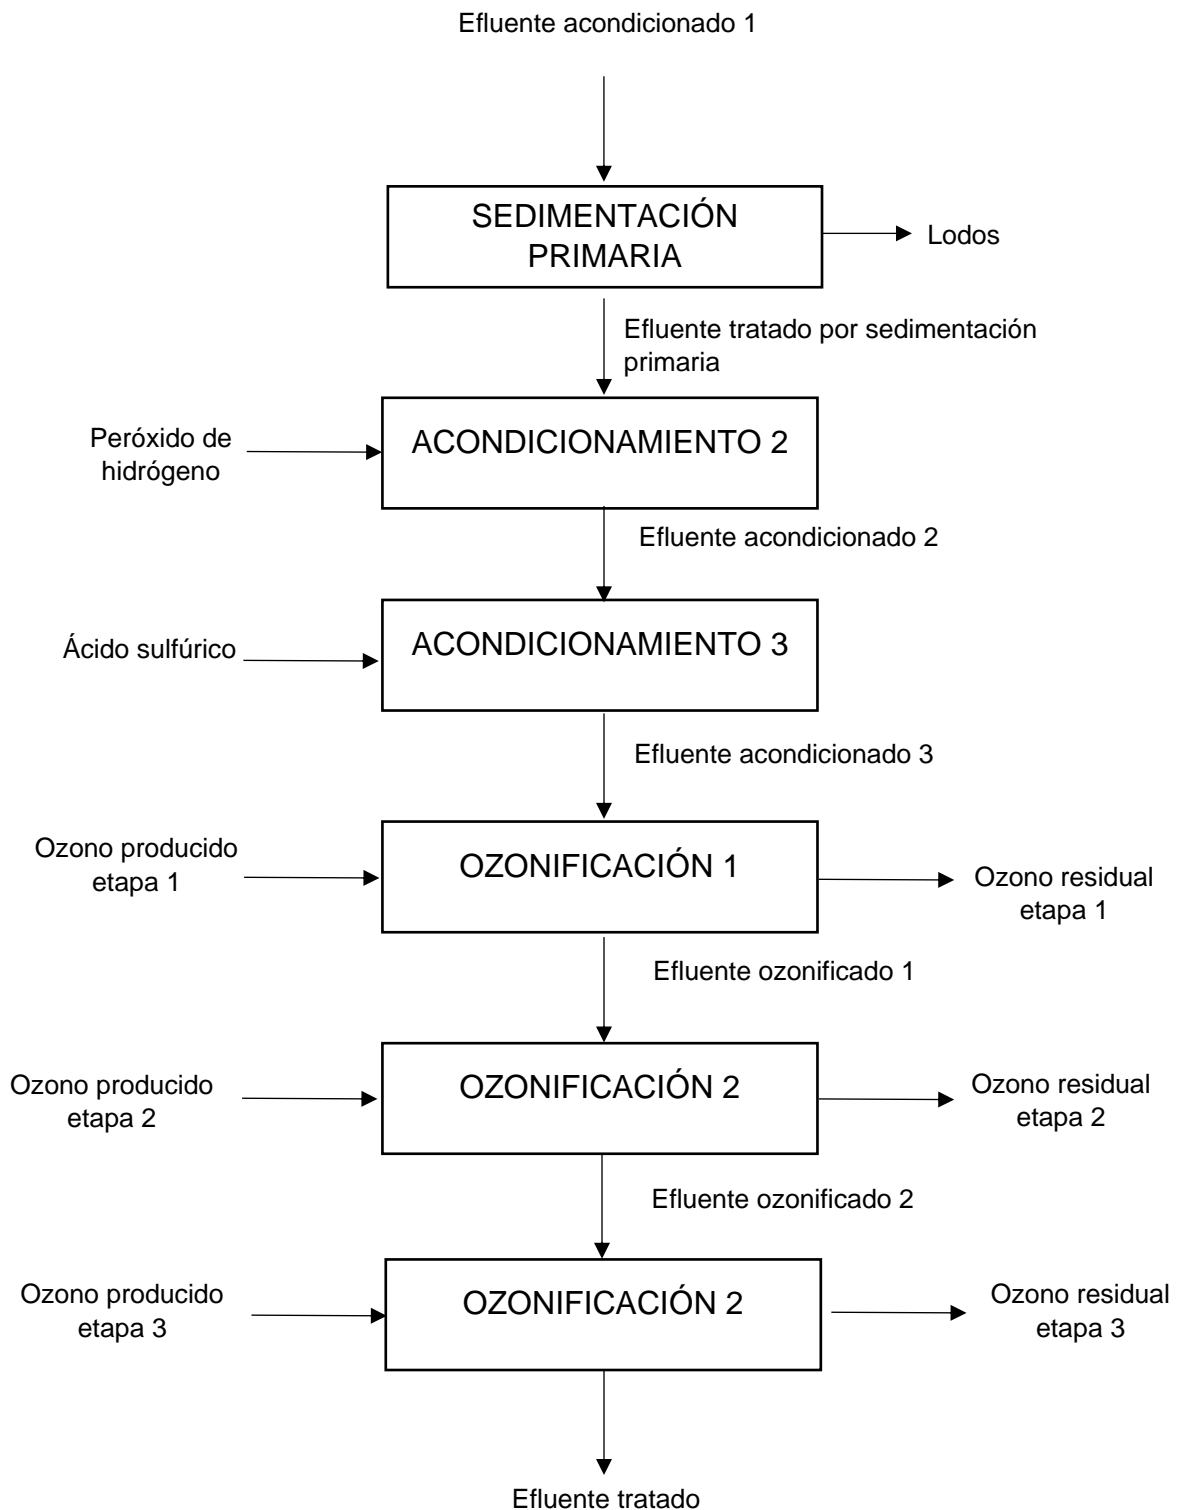 Efluente acondicionado 1
SEDIMENTACIÓN
PRIMARIA
Lodos
Efluente tratado por sedimentación
primaria
Peróxido de
hidrógeno
ACONDICIONAMIENTO 2
Efluente acondicionado 2
Ácido sulfúrico
ACONDICIONAMIENTO 3
Efluente acondicionado 3
Ozono producido
etapa 1
OZONIFICACIÓN 1
Ozono residual
etapa 1
Efluente ozonificado 1
Ozono producido
etapa 2
OZONIFICACIÓN 2
Ozono residual
etapa 2
Efluente ozonificado 2
Ozono producido
etapa 3
OZONIFICACIÓN 2
Ozono residual
etapa 3
Efluente tratado